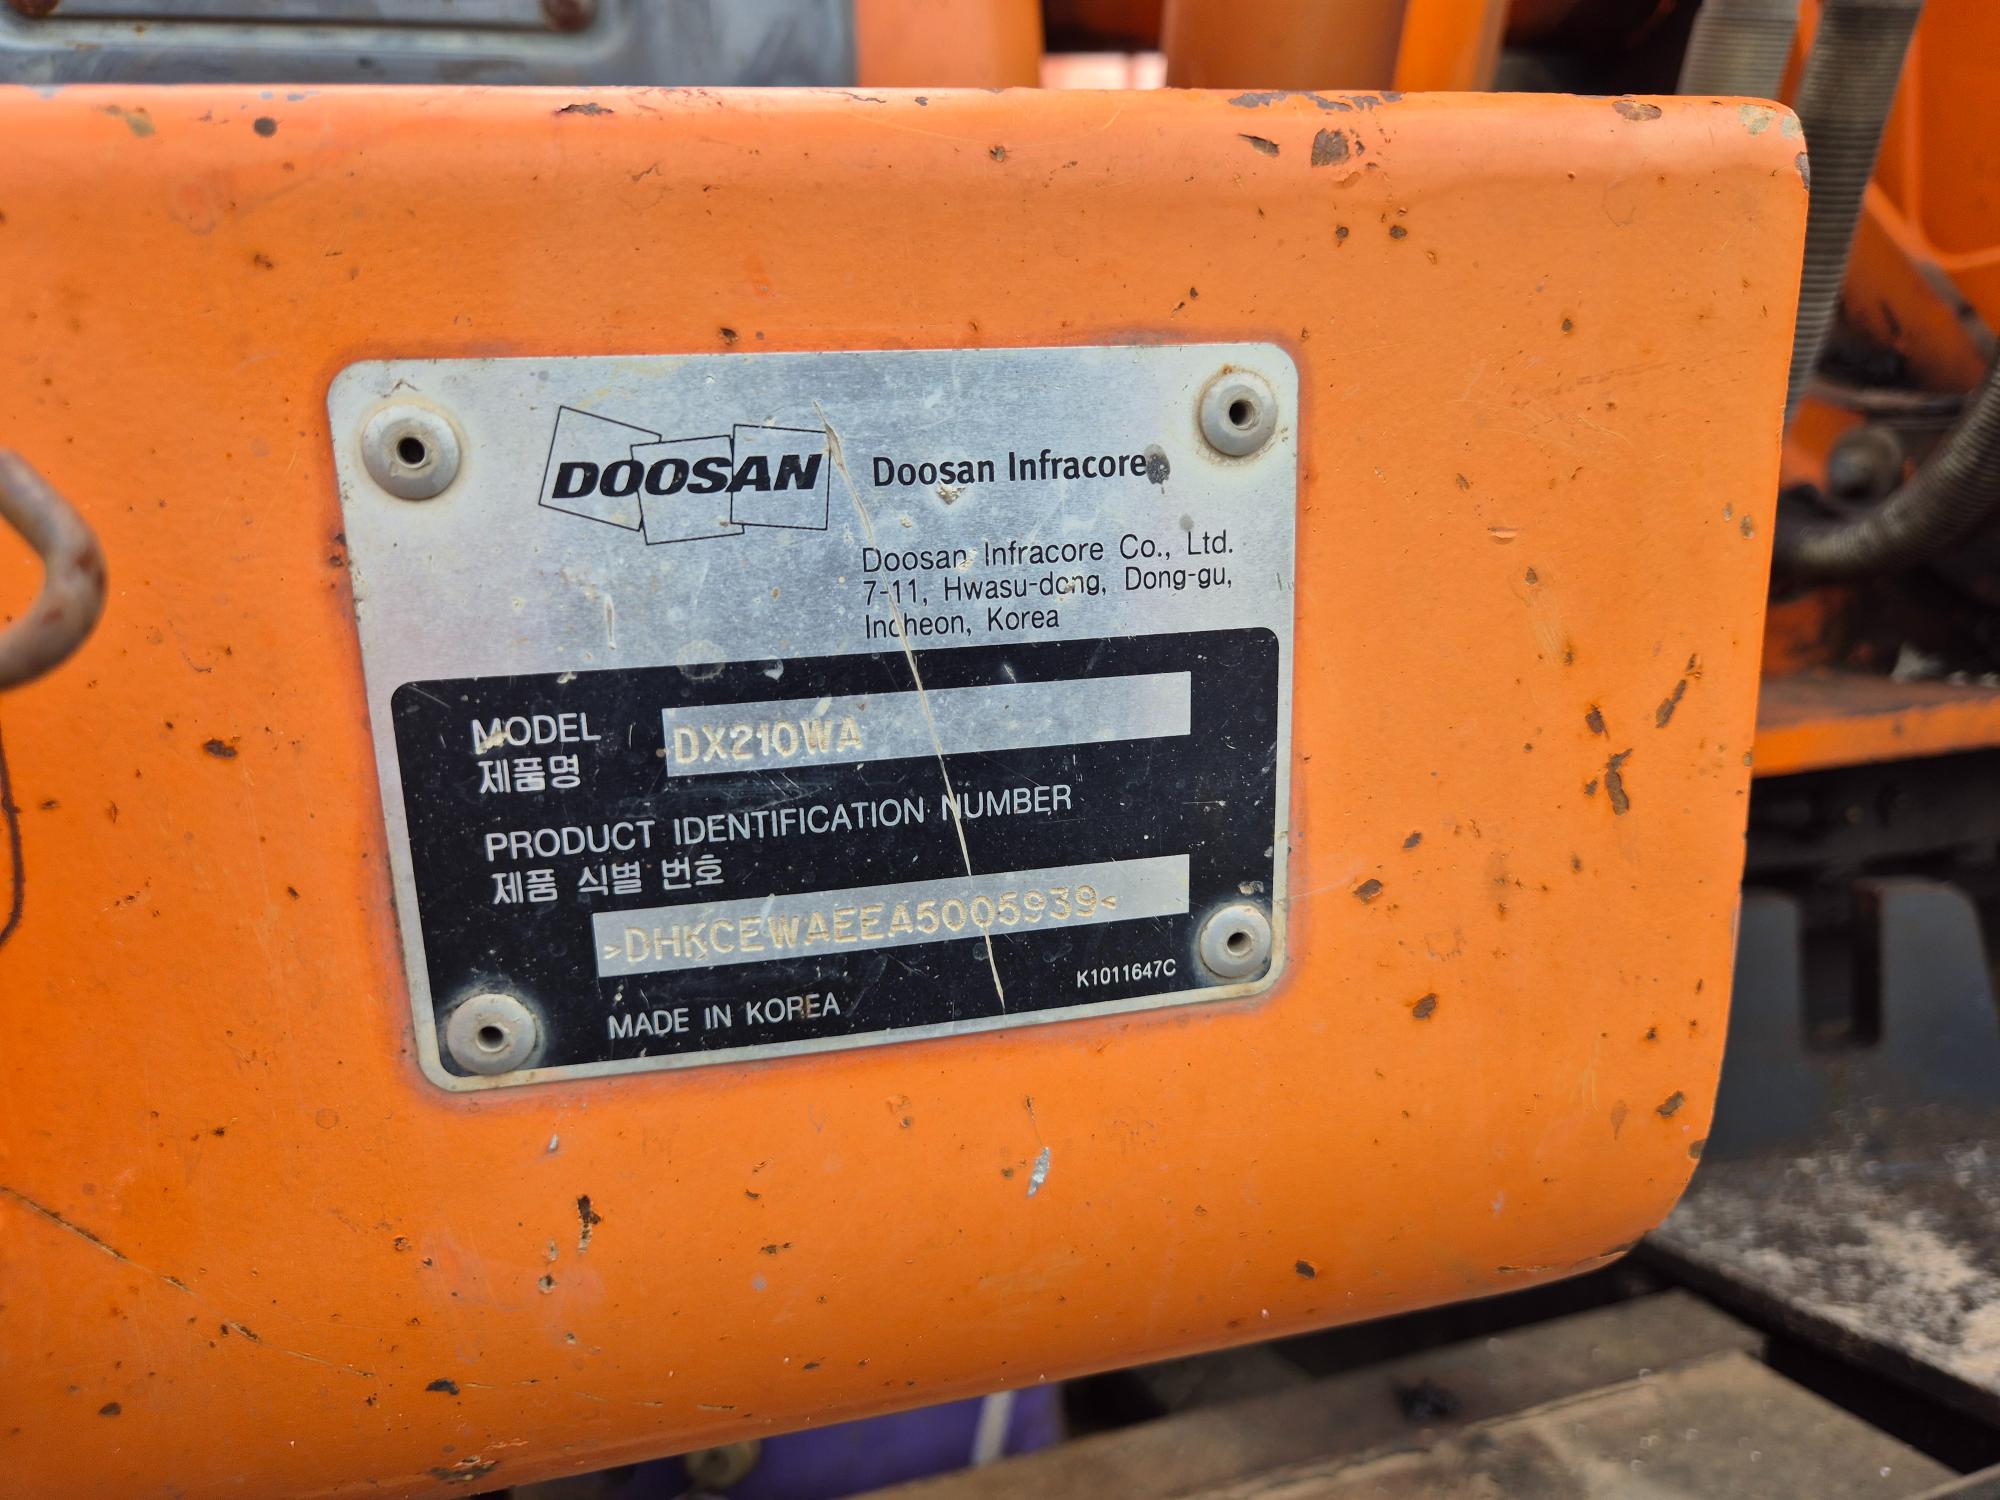 DOOSAN Doosan Infracore
Doosan Infracore Co., Ltd.
7-11, Hwasu-dong, Dong-gu,
Incheon, Korea
MODEL DX210WA
제품명
PRODUCT IDENTIFICATION NUMBER
제품 식별 번호
>DHKCEWAEEA5005939<
MADE IN KOREA K1011647C